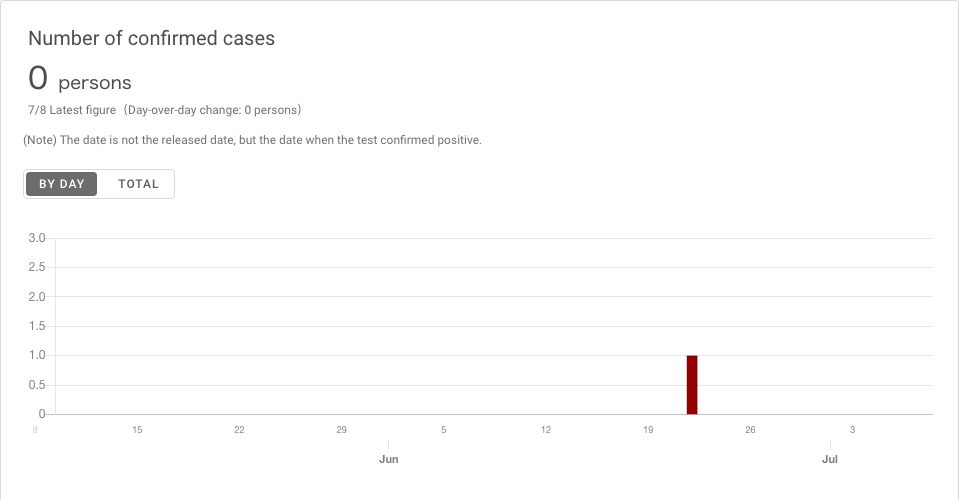 Number of confirmed cases
0 persons
7/8 Latest figure（Day-over-day change: 0 persons）
(Note) The date is not the released date, but the date when the test confirmed positive.
BY DAY TOTAL
3.0
2.5
2.0
1.5
1.0
0.5
0
8 15 22 29 5 12 19 26 3
Jun Jul